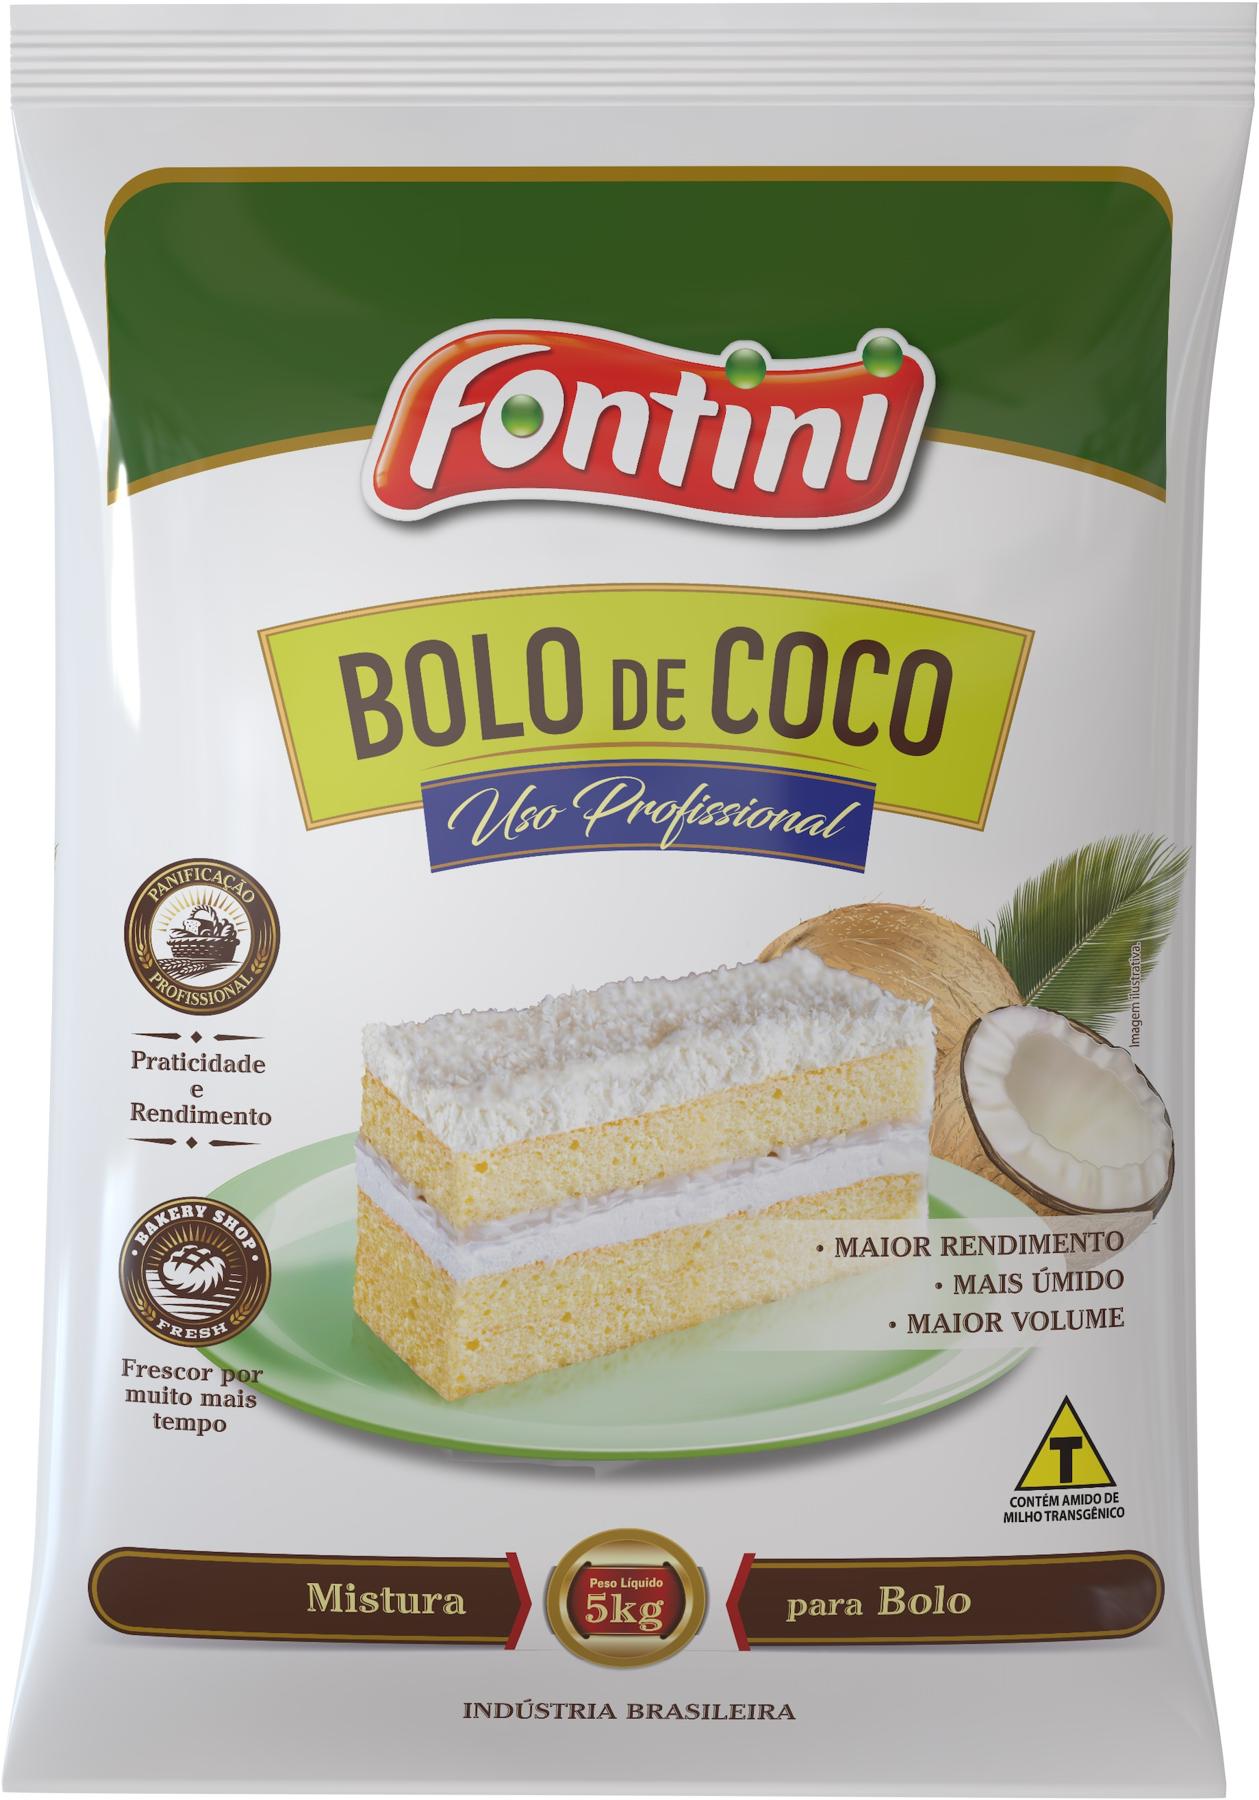 Fontini
BOLO DE COCO
Uso Profissional
PANIFICAÇÃO
PROFISSIONAL
Praticidade
e
Rendimento
Imagem ilustrativa.
• BAKERY SHOP •
FRESH
Frescor por
muito mais
tempo
• MAIOR RENDIMENTO
• MAIS ÚMIDO
• MAIOR VOLUME
T
CONTÉM AMIDO DE
MILHO TRANSGÊNICO
Mistura
Peso Líquido
5kg
para Bolo
INDÚSTRIA BRASILEIRA